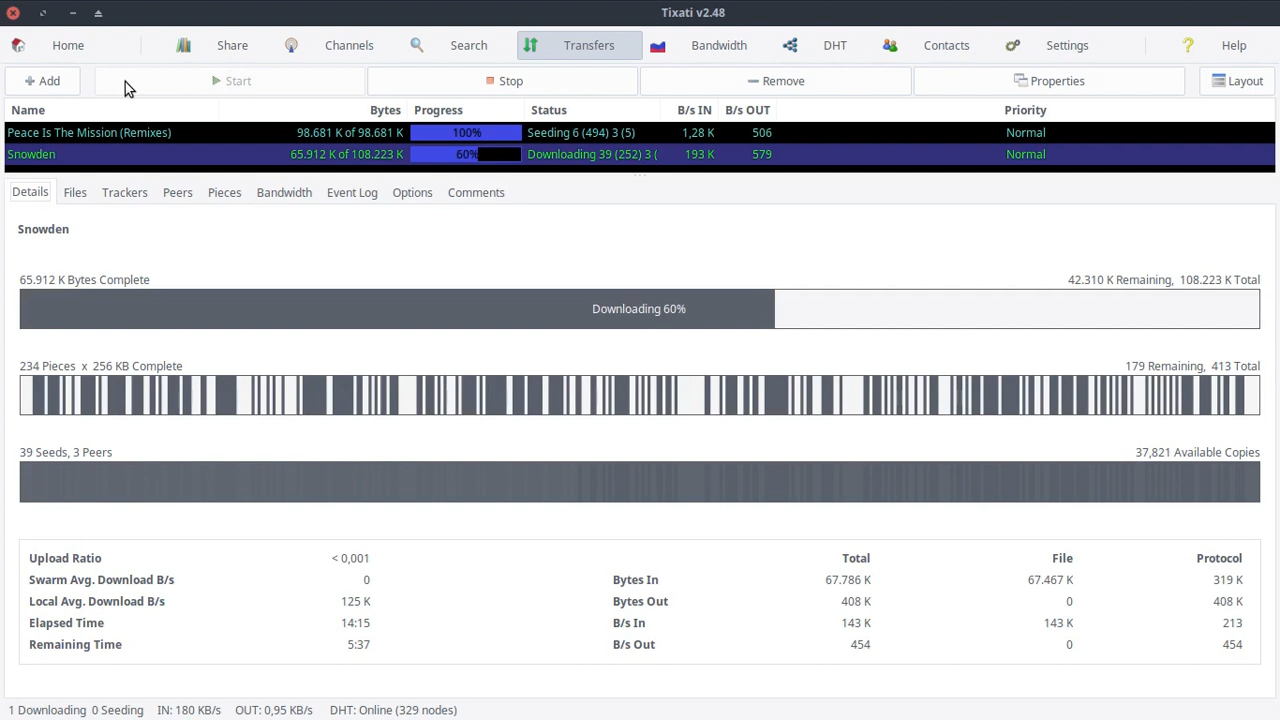 Tixati v2.48
Home Share Channels Search Transfers Bandwidth DHT Contacts Settings Help
Add Start Stop Remove Properties Layout
Name Bytes Progress Status B/s IN B/s OUT Priority
Peace Is The Mission (Remixes) 98.681 K of 98.681 K 100% Seeding 6 (494) 3 (5) 1,28 K 506 Normal
Snowden 65.912 K of 108.223 K 60% Downloading 39 (252) 3 ( 193 K 579 Normal
Details Files Trackers Peers Pieces Bandwidth Event Log Options Comments
Snowden
65.912 K Bytes Complete 42.310 K Remaining, 108.223 K Total
Downloading 60%
234 Pieces x 256 KB Complete 179 Remaining, 413 Total
39 Seeds, 3 Peers 37,821 Available Copies
Upload Ratio < 0,001 Total File Protocol
Swarm Avg. Download B/s 0 Bytes In 67.786 K 67.467 K 319 K
Local Avg. Download B/s 125 K Bytes Out 408 K 0 408 K
Elapsed Time 14:15 B/s In 143 K 143 K 213
Remaining Time 5:37 B/s Out 454 0 454
1 Downloading 0 Seeding IN: 180 KB/s OUT: 0,95 KB/s DHT: Online (329 nodes)